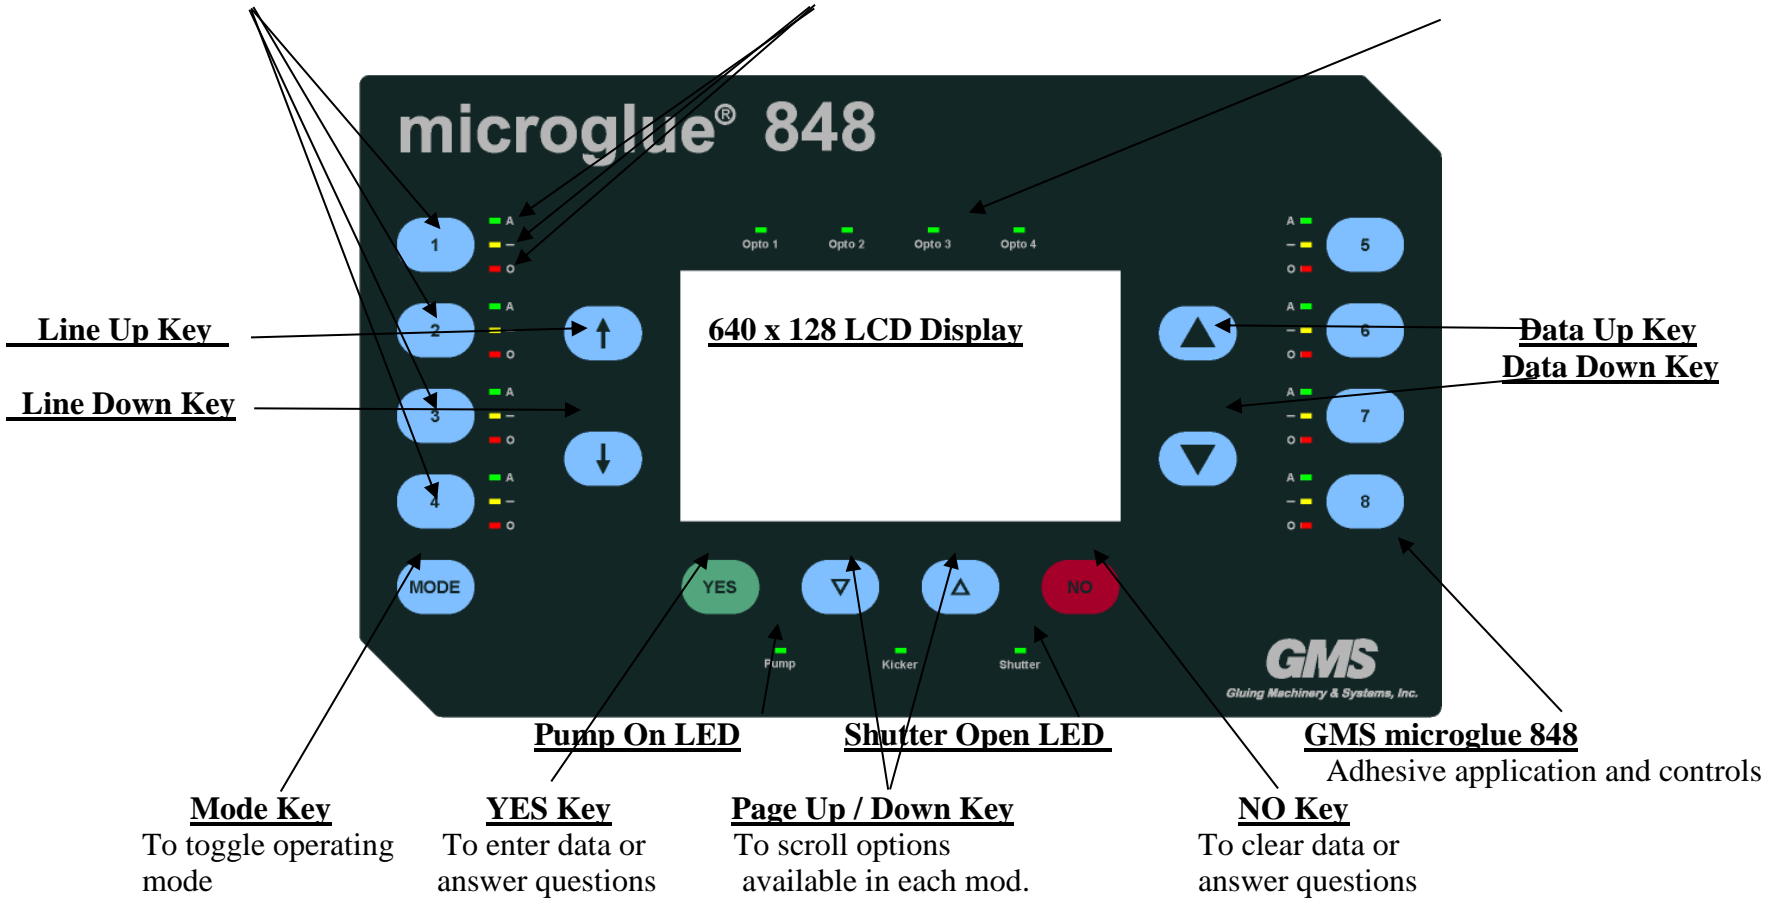 microglue® 848
A
1
–
O
Opto 1 Opto 2 Opto 3 Opto 4
A
–
5
O
A
2
–
O
A
–
6
O
Line Up Key
↑
640 x 128 LCD Display
Data Up Key
Data Down Key
Line Down Key
A
3
–
O
A
–
7
O
↓
A
4
–
O
A
–
8
O
MODE
YES
NO
Pump
Kicker
Shutter
GMS
Gluing Machinery & Systems, Inc.
Pump On LED
Shutter Open LED
GMS microglue 848
Adhesive application and controls
Mode Key
To toggle operating
mode
YES Key
To enter data or
answer questions
Page Up / Down Key
To scroll options
available in each mod.
NO Key
To clear data or
answer questions